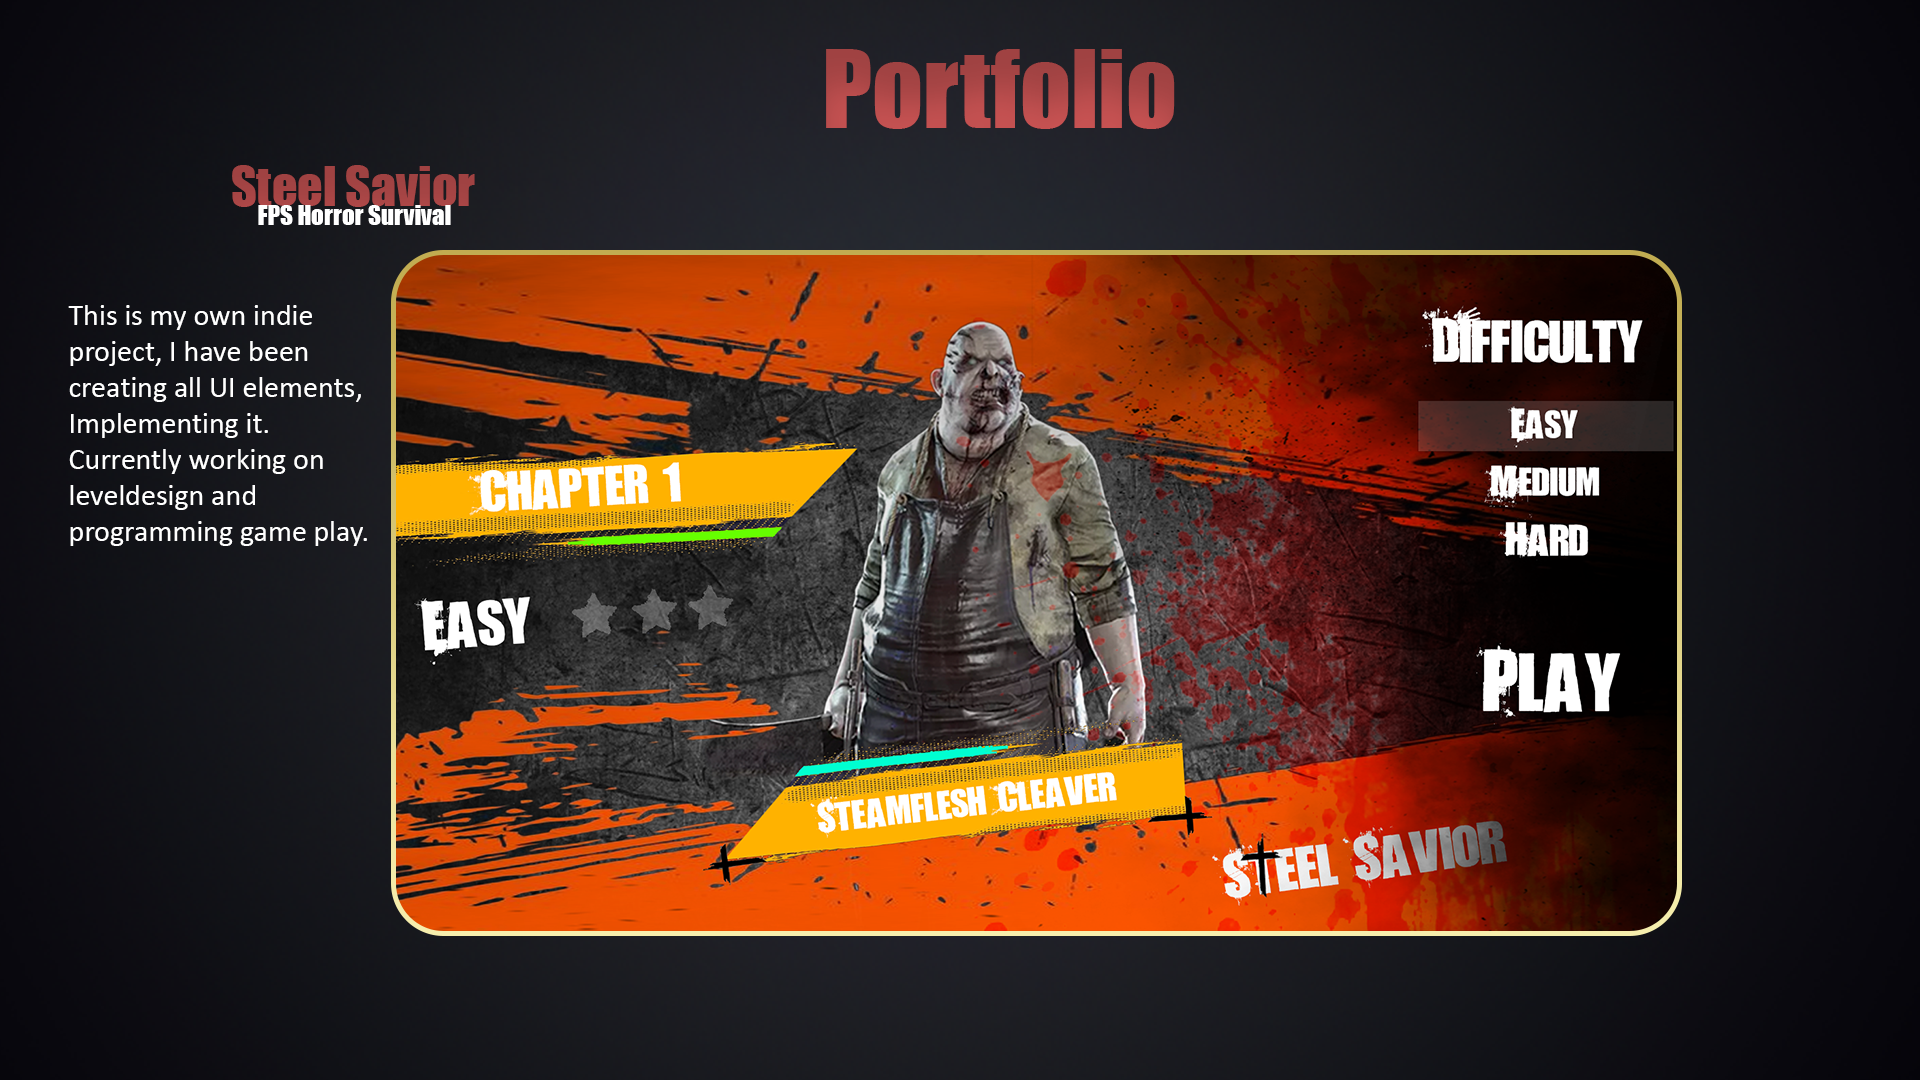 Portfolio
Steel Savior
FPS Horror Survival
This is my own indie
project, I have been
creating all UI elements,
Implementing it.
Currently working on
leveldesign and
programming game play.
CHAPTER 1
EASY
STEAMFLESH CLEAVER
DIFFICULTY
EASY
MEDIUM
HARD
PLAY
STEEL SAVIOR